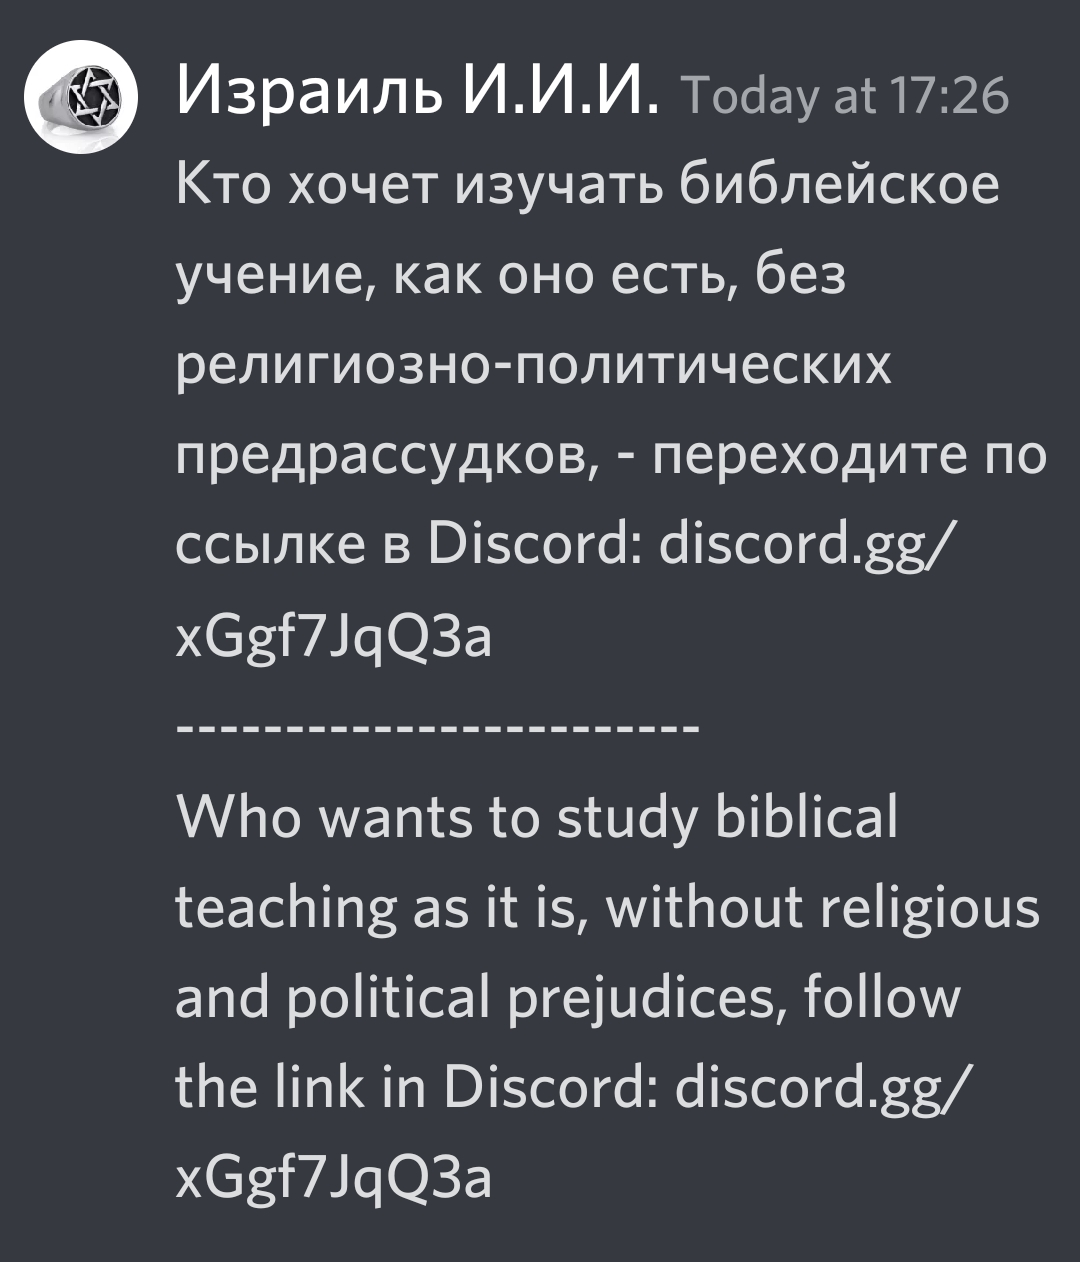 Израиль И.И.И. Today at 17:26
Кто хочет изучать библейское
учение, как оно есть, без
религиозно-политических
предрассудков, - переходите по
ссылке в Discord: discord.gg/
xGgf7JqQ3a
------------------------
Who wants to study biblical
teaching as it is, without religious
and political prejudices, follow
the link in Discord: discord.gg/
xGgf7JqQ3a